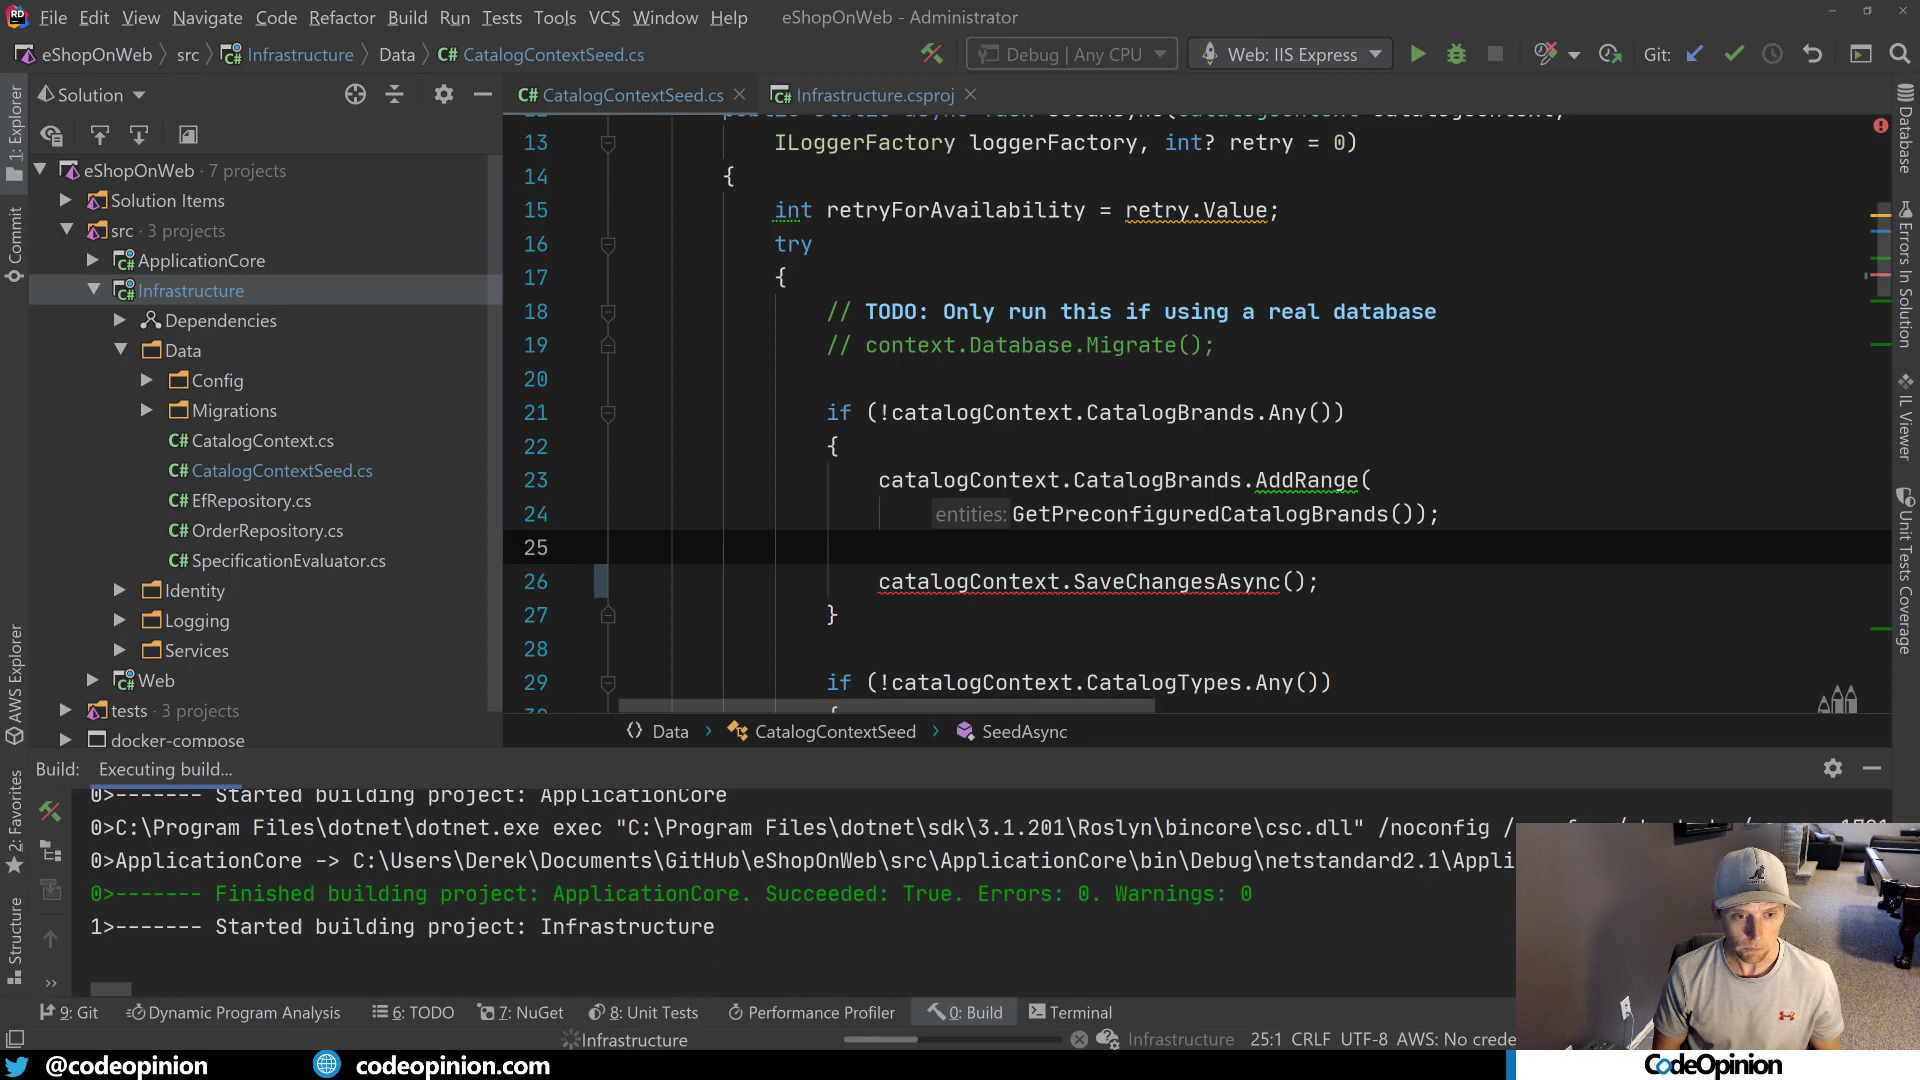 File Edit View Navigate Code Refactor Build Run Tests Tools VCS Window Help eShopOnWeb - Administrator
eShopOnWeb src Infrastructure Data C# CatalogContextSeed.cs Debug | Any CPU Web: IIS Express Git:
Solution
C# CatalogContextSeed.cs Infrastructure.csproj
1: Explorer
Commit
AWS Explorer
2: Favorites
Structure
eShopOnWeb · 7 projects
Solution Items
src · 3 projects
ApplicationCore
Infrastructure
Dependencies
Data
Config
Migrations
C# CatalogContext.cs
C# CatalogContextSeed.cs
C# EfRepository.cs
C# OrderRepository.cs
C# SpecificationEvaluator.cs
Identity
Logging
Services
Web
tests · 3 projects
docker-compose
13 ILoggerFactory loggerFactory, int? retry = 0)
14 {
15 int retryForAvailability = retry.Value;
16 try
17 {
18 // TODO: Only run this if using a real database
19 // context.Database.Migrate();
20
21 if (!catalogContext.CatalogBrands.Any())
22 {
23 catalogContext.CatalogBrands.AddRange(
24 entities: GetPreconfiguredCatalogBrands());
25
26 catalogContext.SaveChangesAsync();
27 }
28
29 if (!catalogContext.CatalogTypes.Any())
Data › CatalogContextSeed › SeedAsync
Database
Errors In Solution
IL Viewer
Unit Tests Coverage
Build: Executing build...
0>------- Started building project: ApplicationCore
0>C:\Program Files\dotnet\dotnet.exe exec "C:\Program Files\dotnet\sdk\3.1.201\Roslyn\bincore\csc.dll" /noconfig
0>ApplicationCore -> C:\Users\Derek\Documents\GitHub\eShopOnWeb\src\ApplicationCore\bin\Debug\netstandard2.1\Appli
0>------- Finished building project: ApplicationCore. Succeeded: True. Errors: 0. Warnings: 0
1>------- Started building project: Infrastructure
9: Git Dynamic Program Analysis 6: TODO 7: NuGet 8: Unit Tests Performance Profiler 0: Build Terminal
Infrastructure Infrastructure 25:1 CRLF UTF-8 AWS: No crede
@codeopinion codeopinion.com CodeOpinion